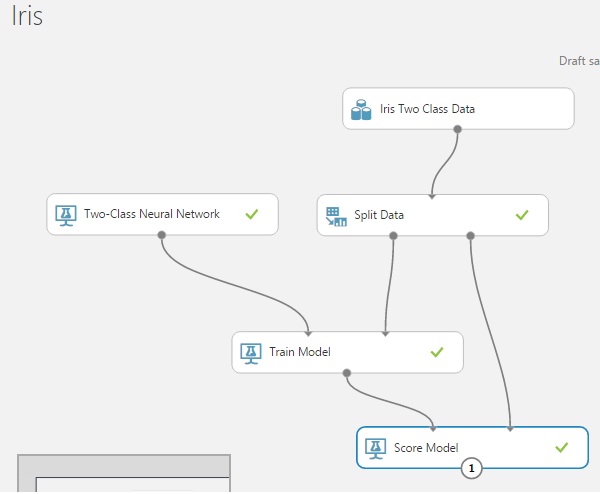 Iris
Draft sa
Iris Two Class Data
Two-Class Neural Network
Split Data
Train Model
Score Model
1